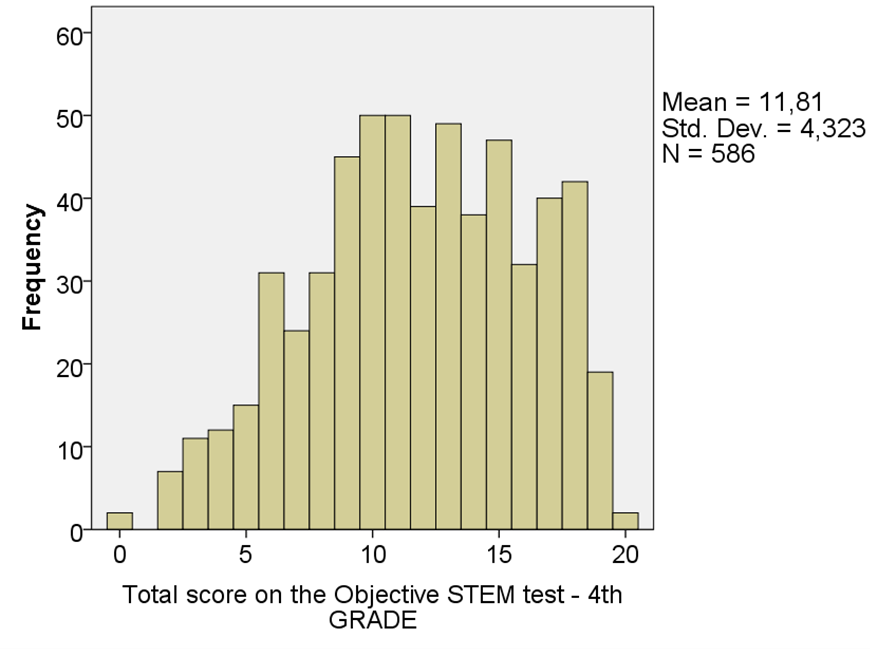 60
50
40
30
20
10
0
Frequency
0 5 10 15 20
Total score on the Objective STEM test - 4th
GRADE
Mean = 11,81
Std. Dev. = 4,323
N = 586